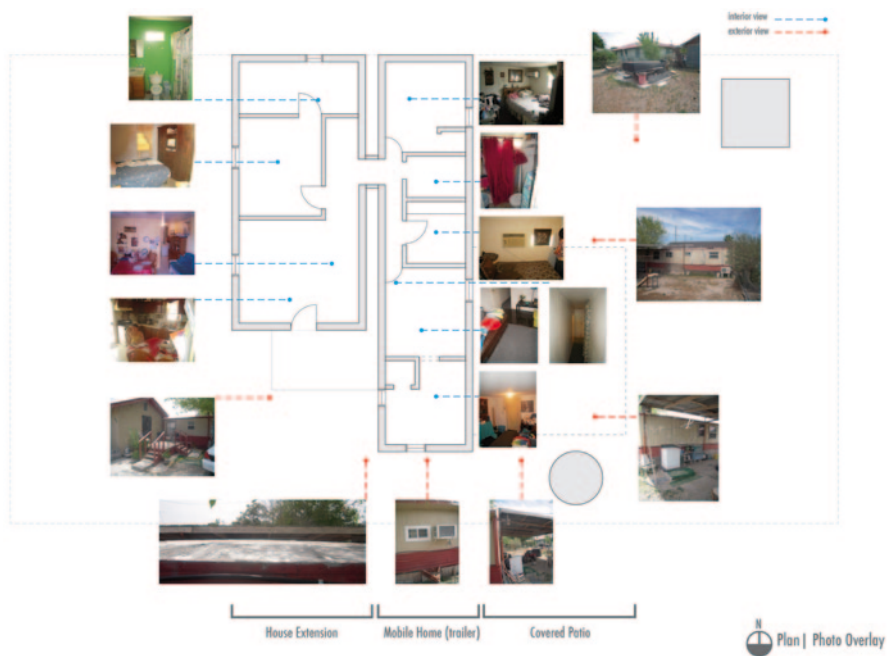 interior view
exterior view
House Extension
Mobile Home (trailer)
Covered Patio
N
Plan | Photo Overlay